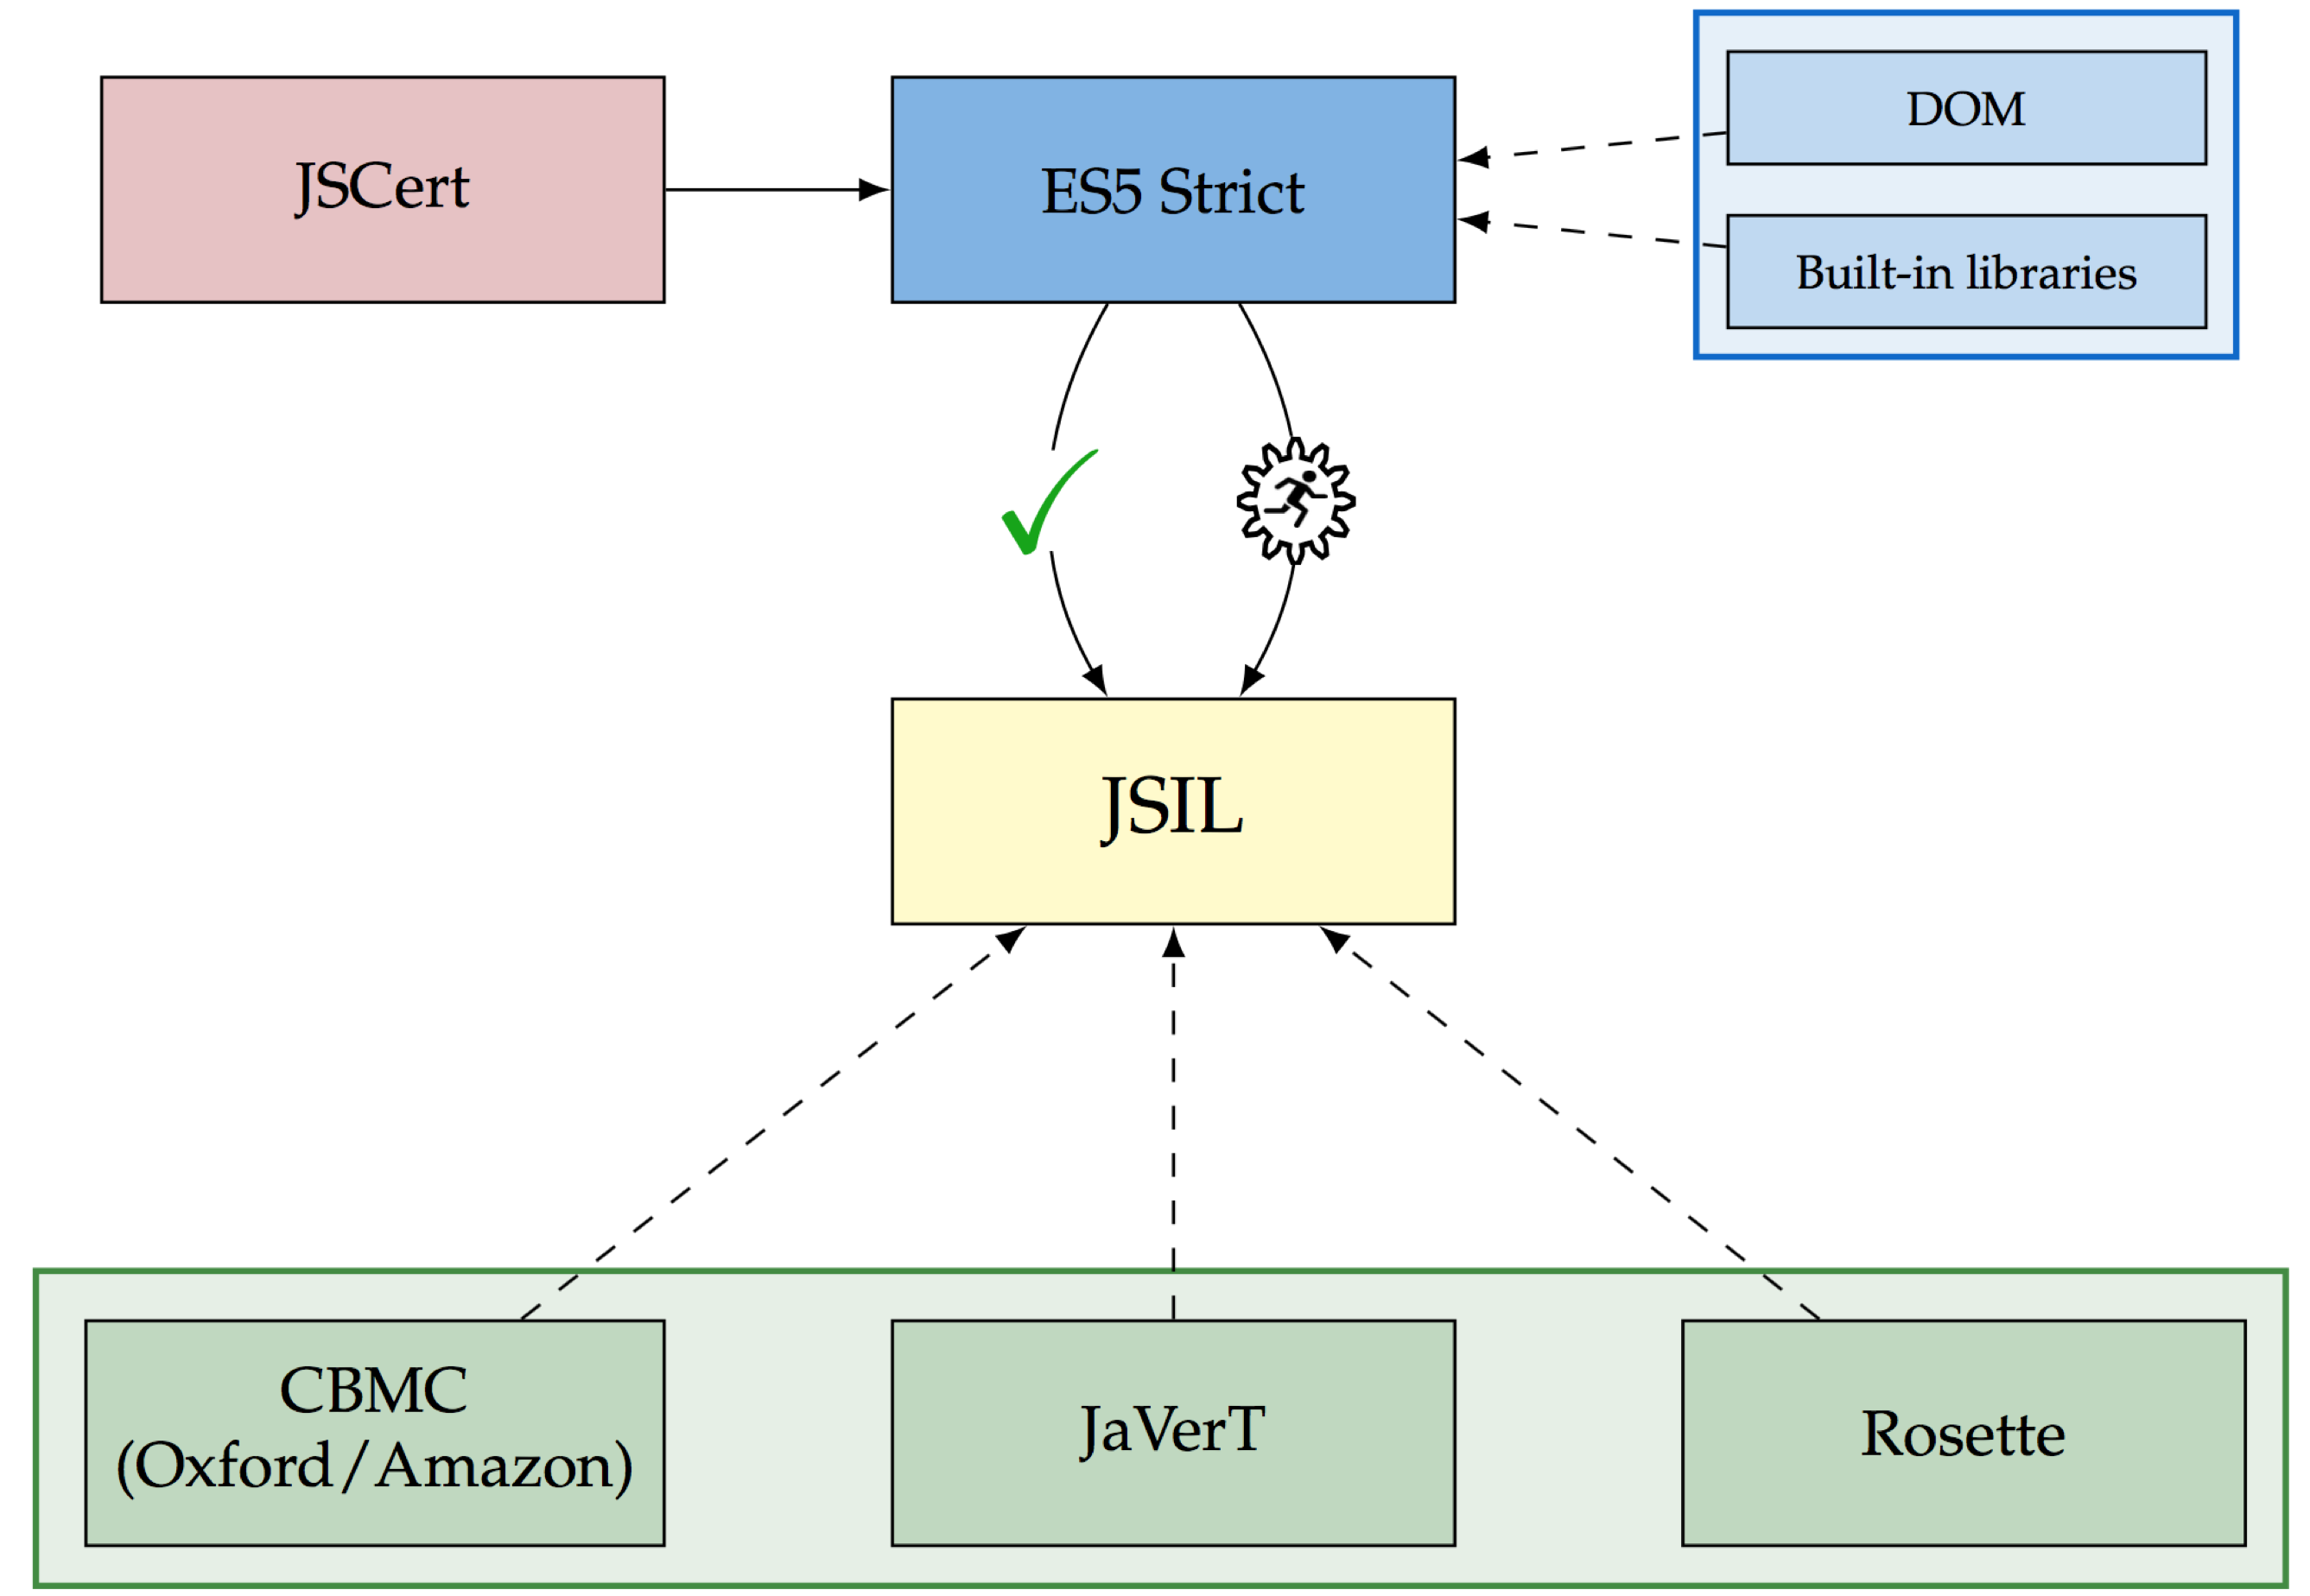 JSCert
ES5 Strict
DOM
Built-in libraries
JSIL
CBMC
(Oxford/Amazon)
JaVerT
Rosette